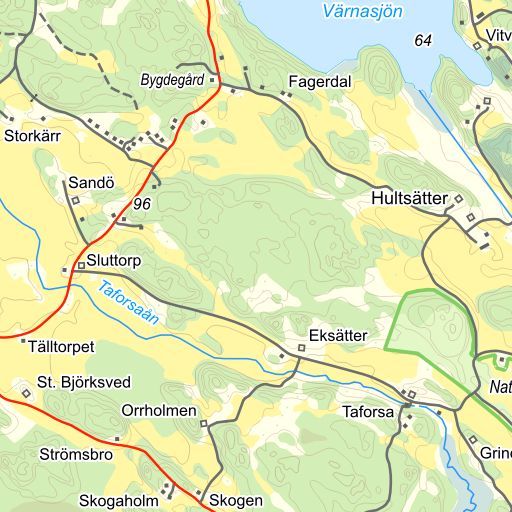 Värnasjön
64
Vitv
Bygdegård
Fagerdal
Storkärr
Sandö
Hultsätter
96
Sluttorp
Taforsaån
Eksätter
Tälltorpet
St. Björksved
Nat
Orrholmen
Taforsa
Strömsbro
Grind
Skogaholm
Skogen